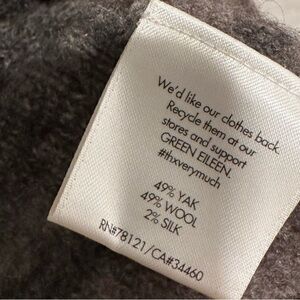 We'd like our clothes back.
Recycle them at our
stores and support
GREEN EILEEN.
#thxverymuch
49% YAK
49% WOOL
2% SILK
RN#78121/CA#34460